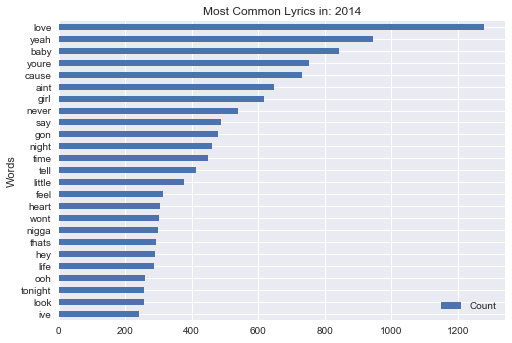 Most Common Lyrics in: 2014
love
yeah
baby
youre
cause
aint
girl
never
say
gon
night
time
tell
little
feel
heart
wont
nigga
thats
hey
life
ooh
tonight
look
ive
Words
Count
0 200 400 600 800 1000 1200